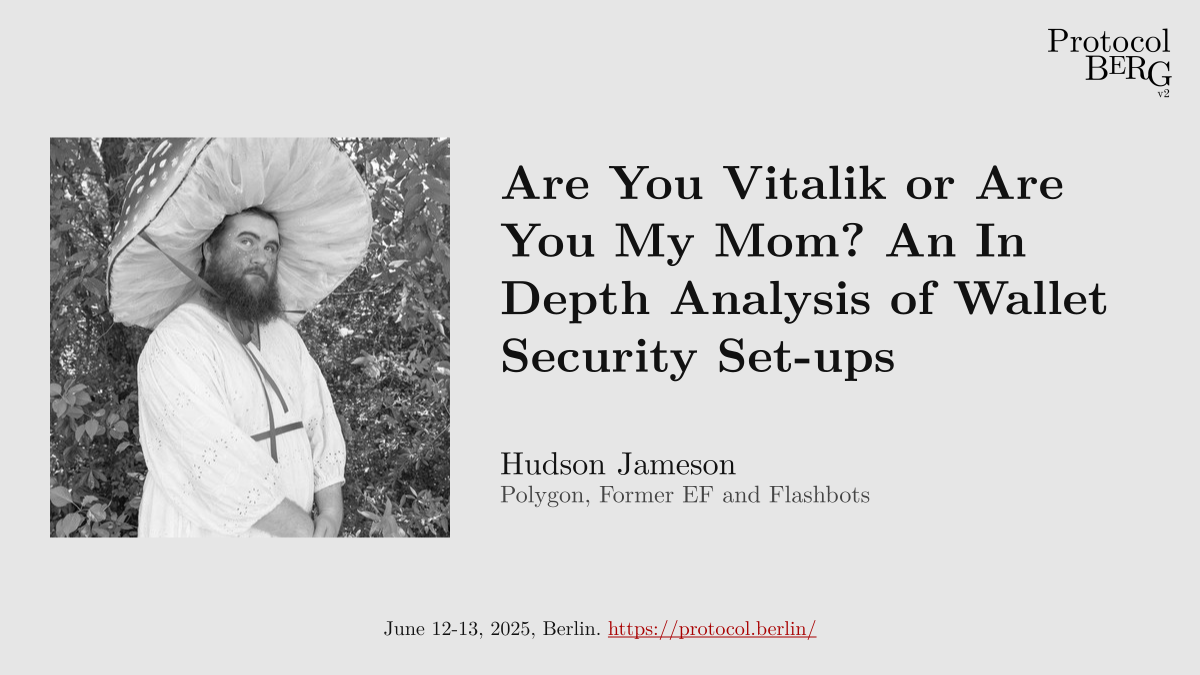 Protocol
BERG
v2
Are You Vitalik or Are
You My Mom? An In
Depth Analysis of Wallet
Security Set-ups
Hudson Jameson
Polygon, Former EF and Flashbots
June 12-13, 2025, Berlin. https://protocol.berlin/